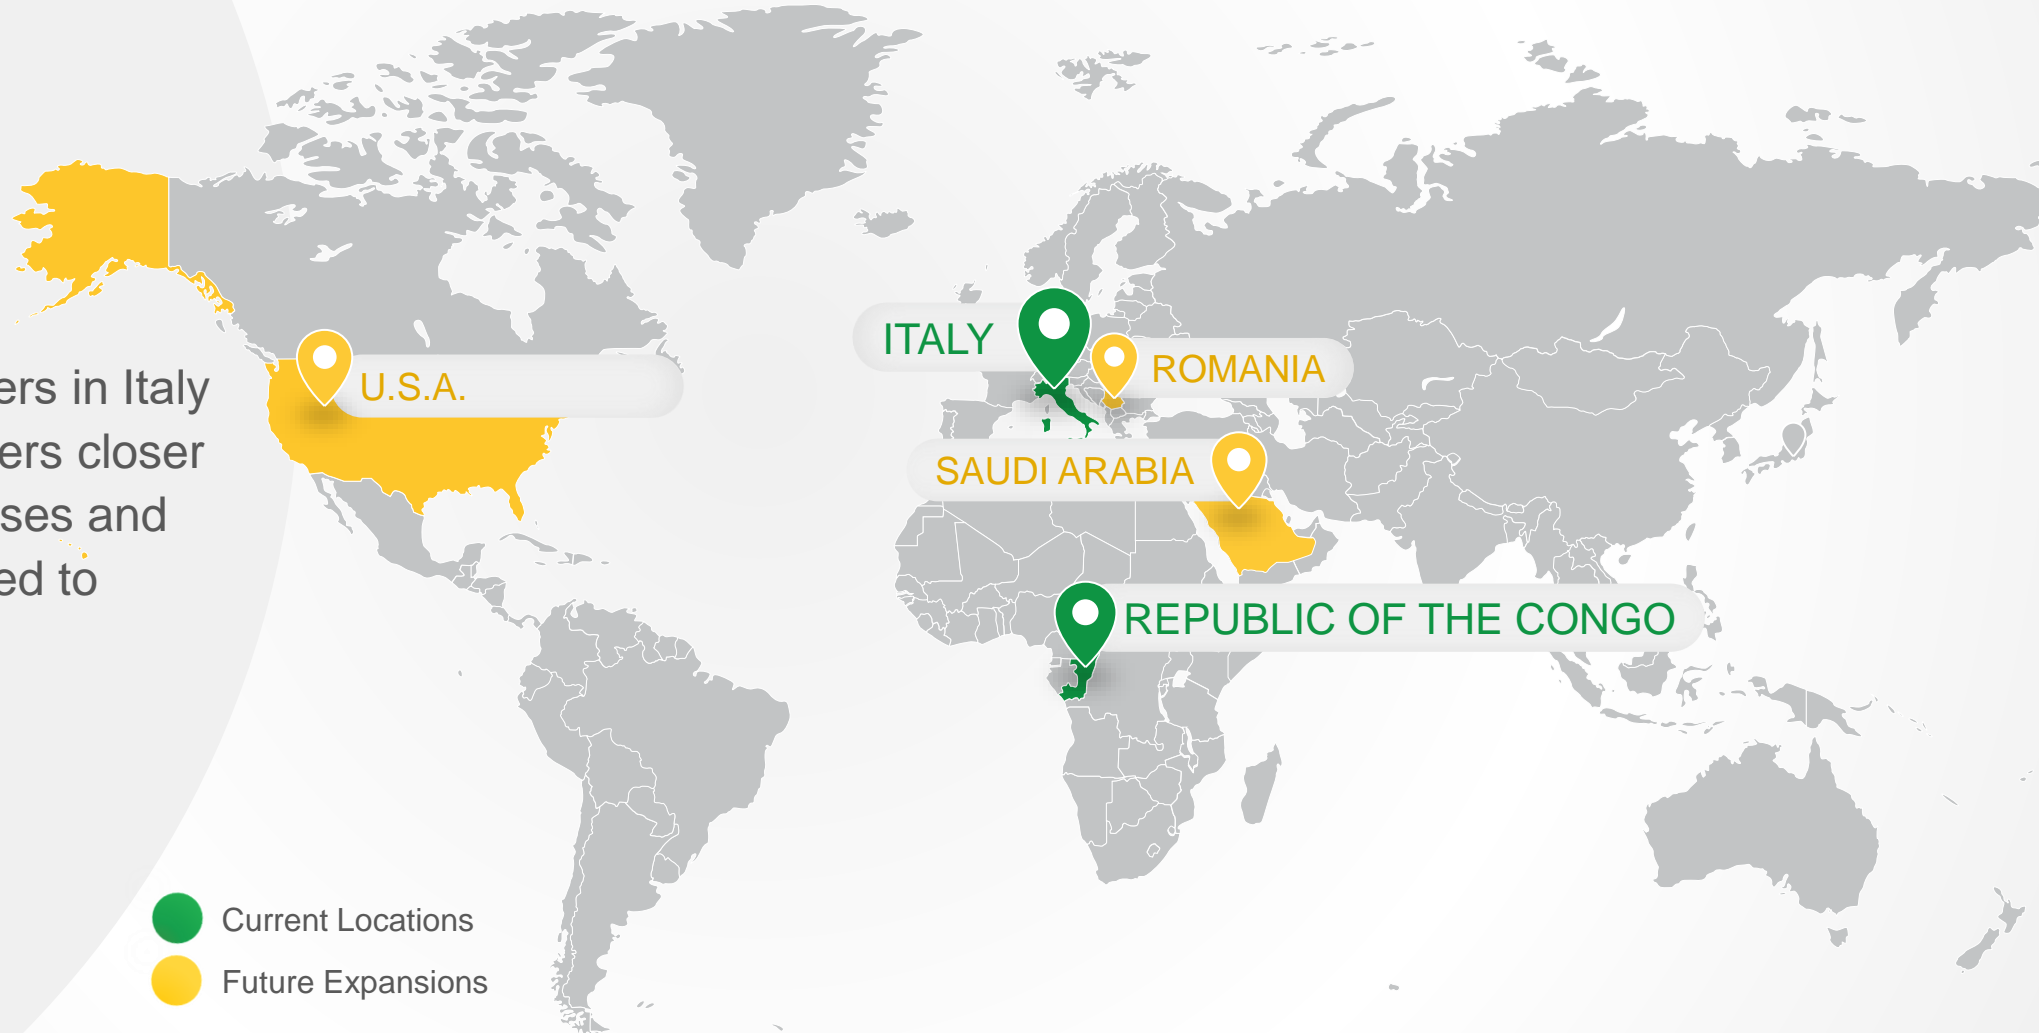 ers in Italy
ers closer
ses and
ed to
U.S.A.
ITALY
ROMANIA
SAUDI ARABIA
REPUBLIC OF THE CONGO
Current Locations
Future Expansions